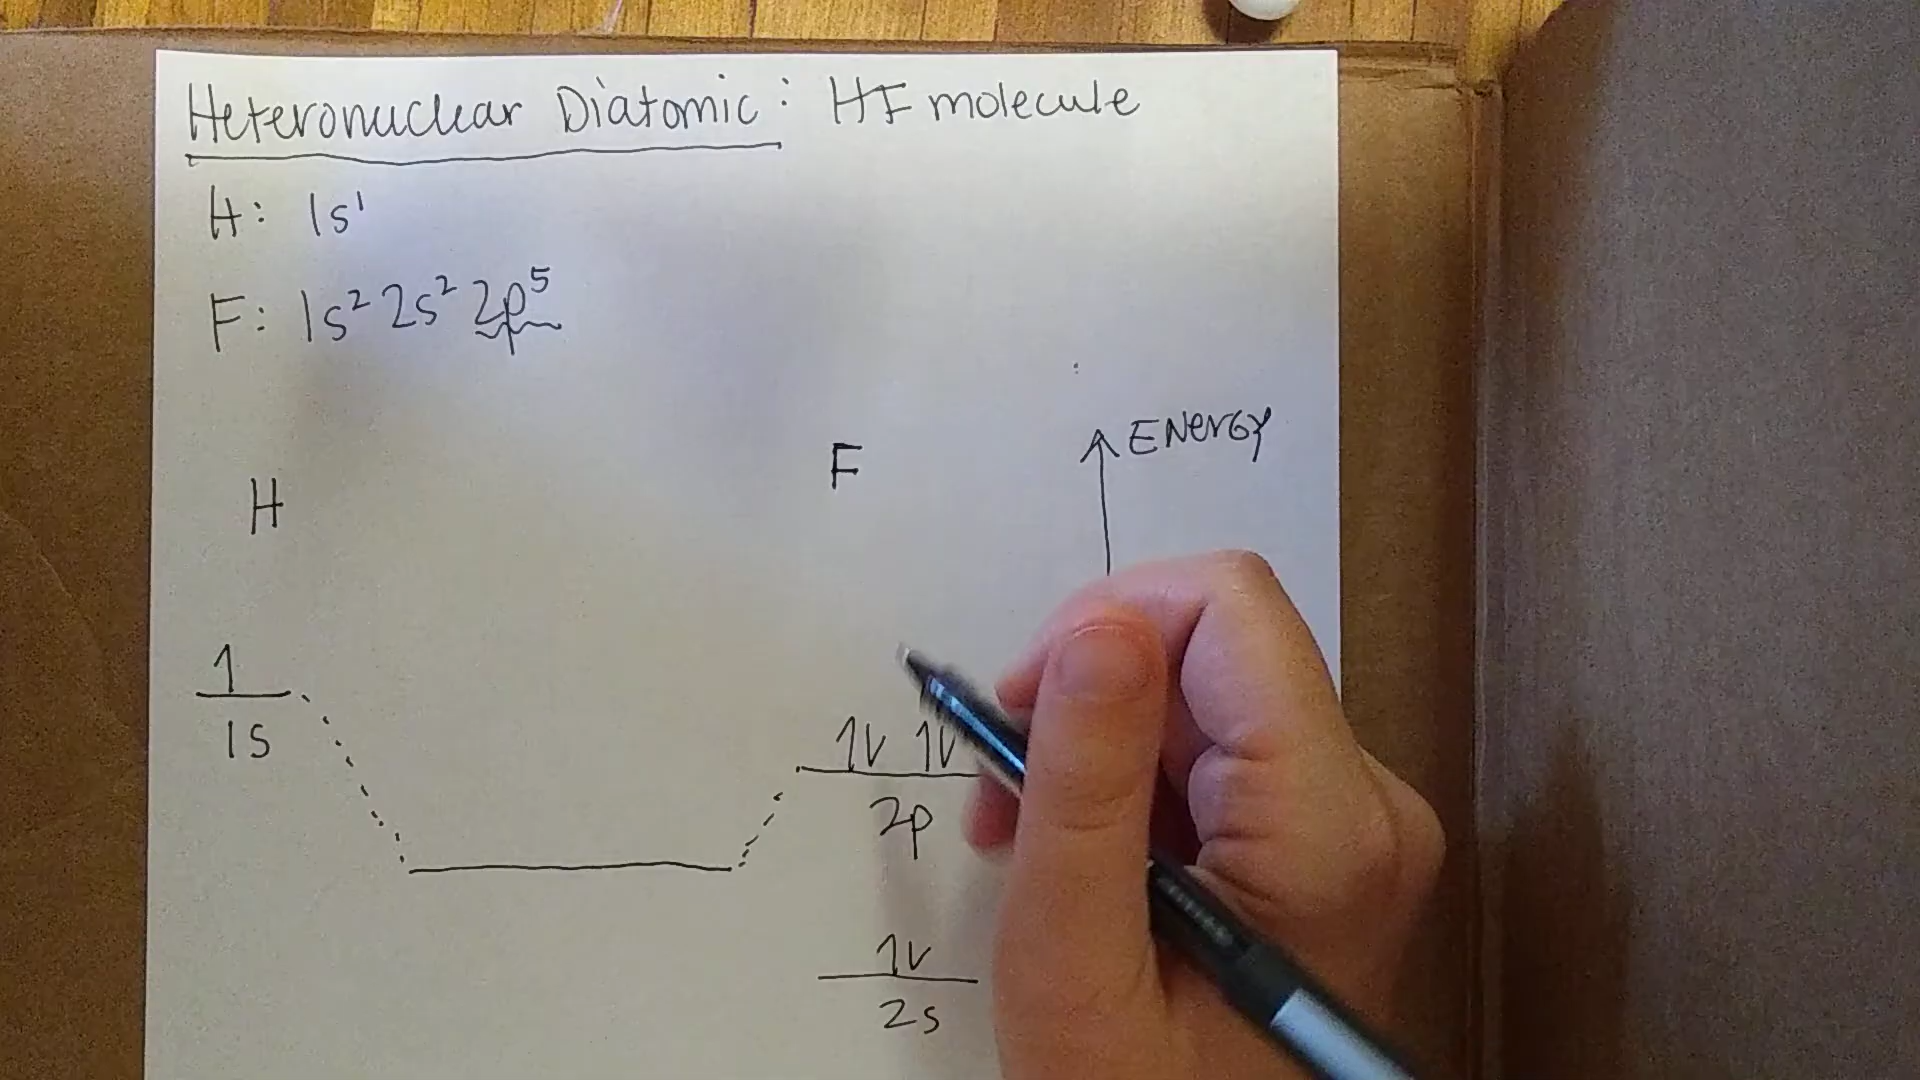 Heteronuclear Diatomic: HF molecule
H: 1s¹
F: 1s² 2s² 2p⁵
ENERGY
H F
1 1s
1v 1v 2p
1v 2s